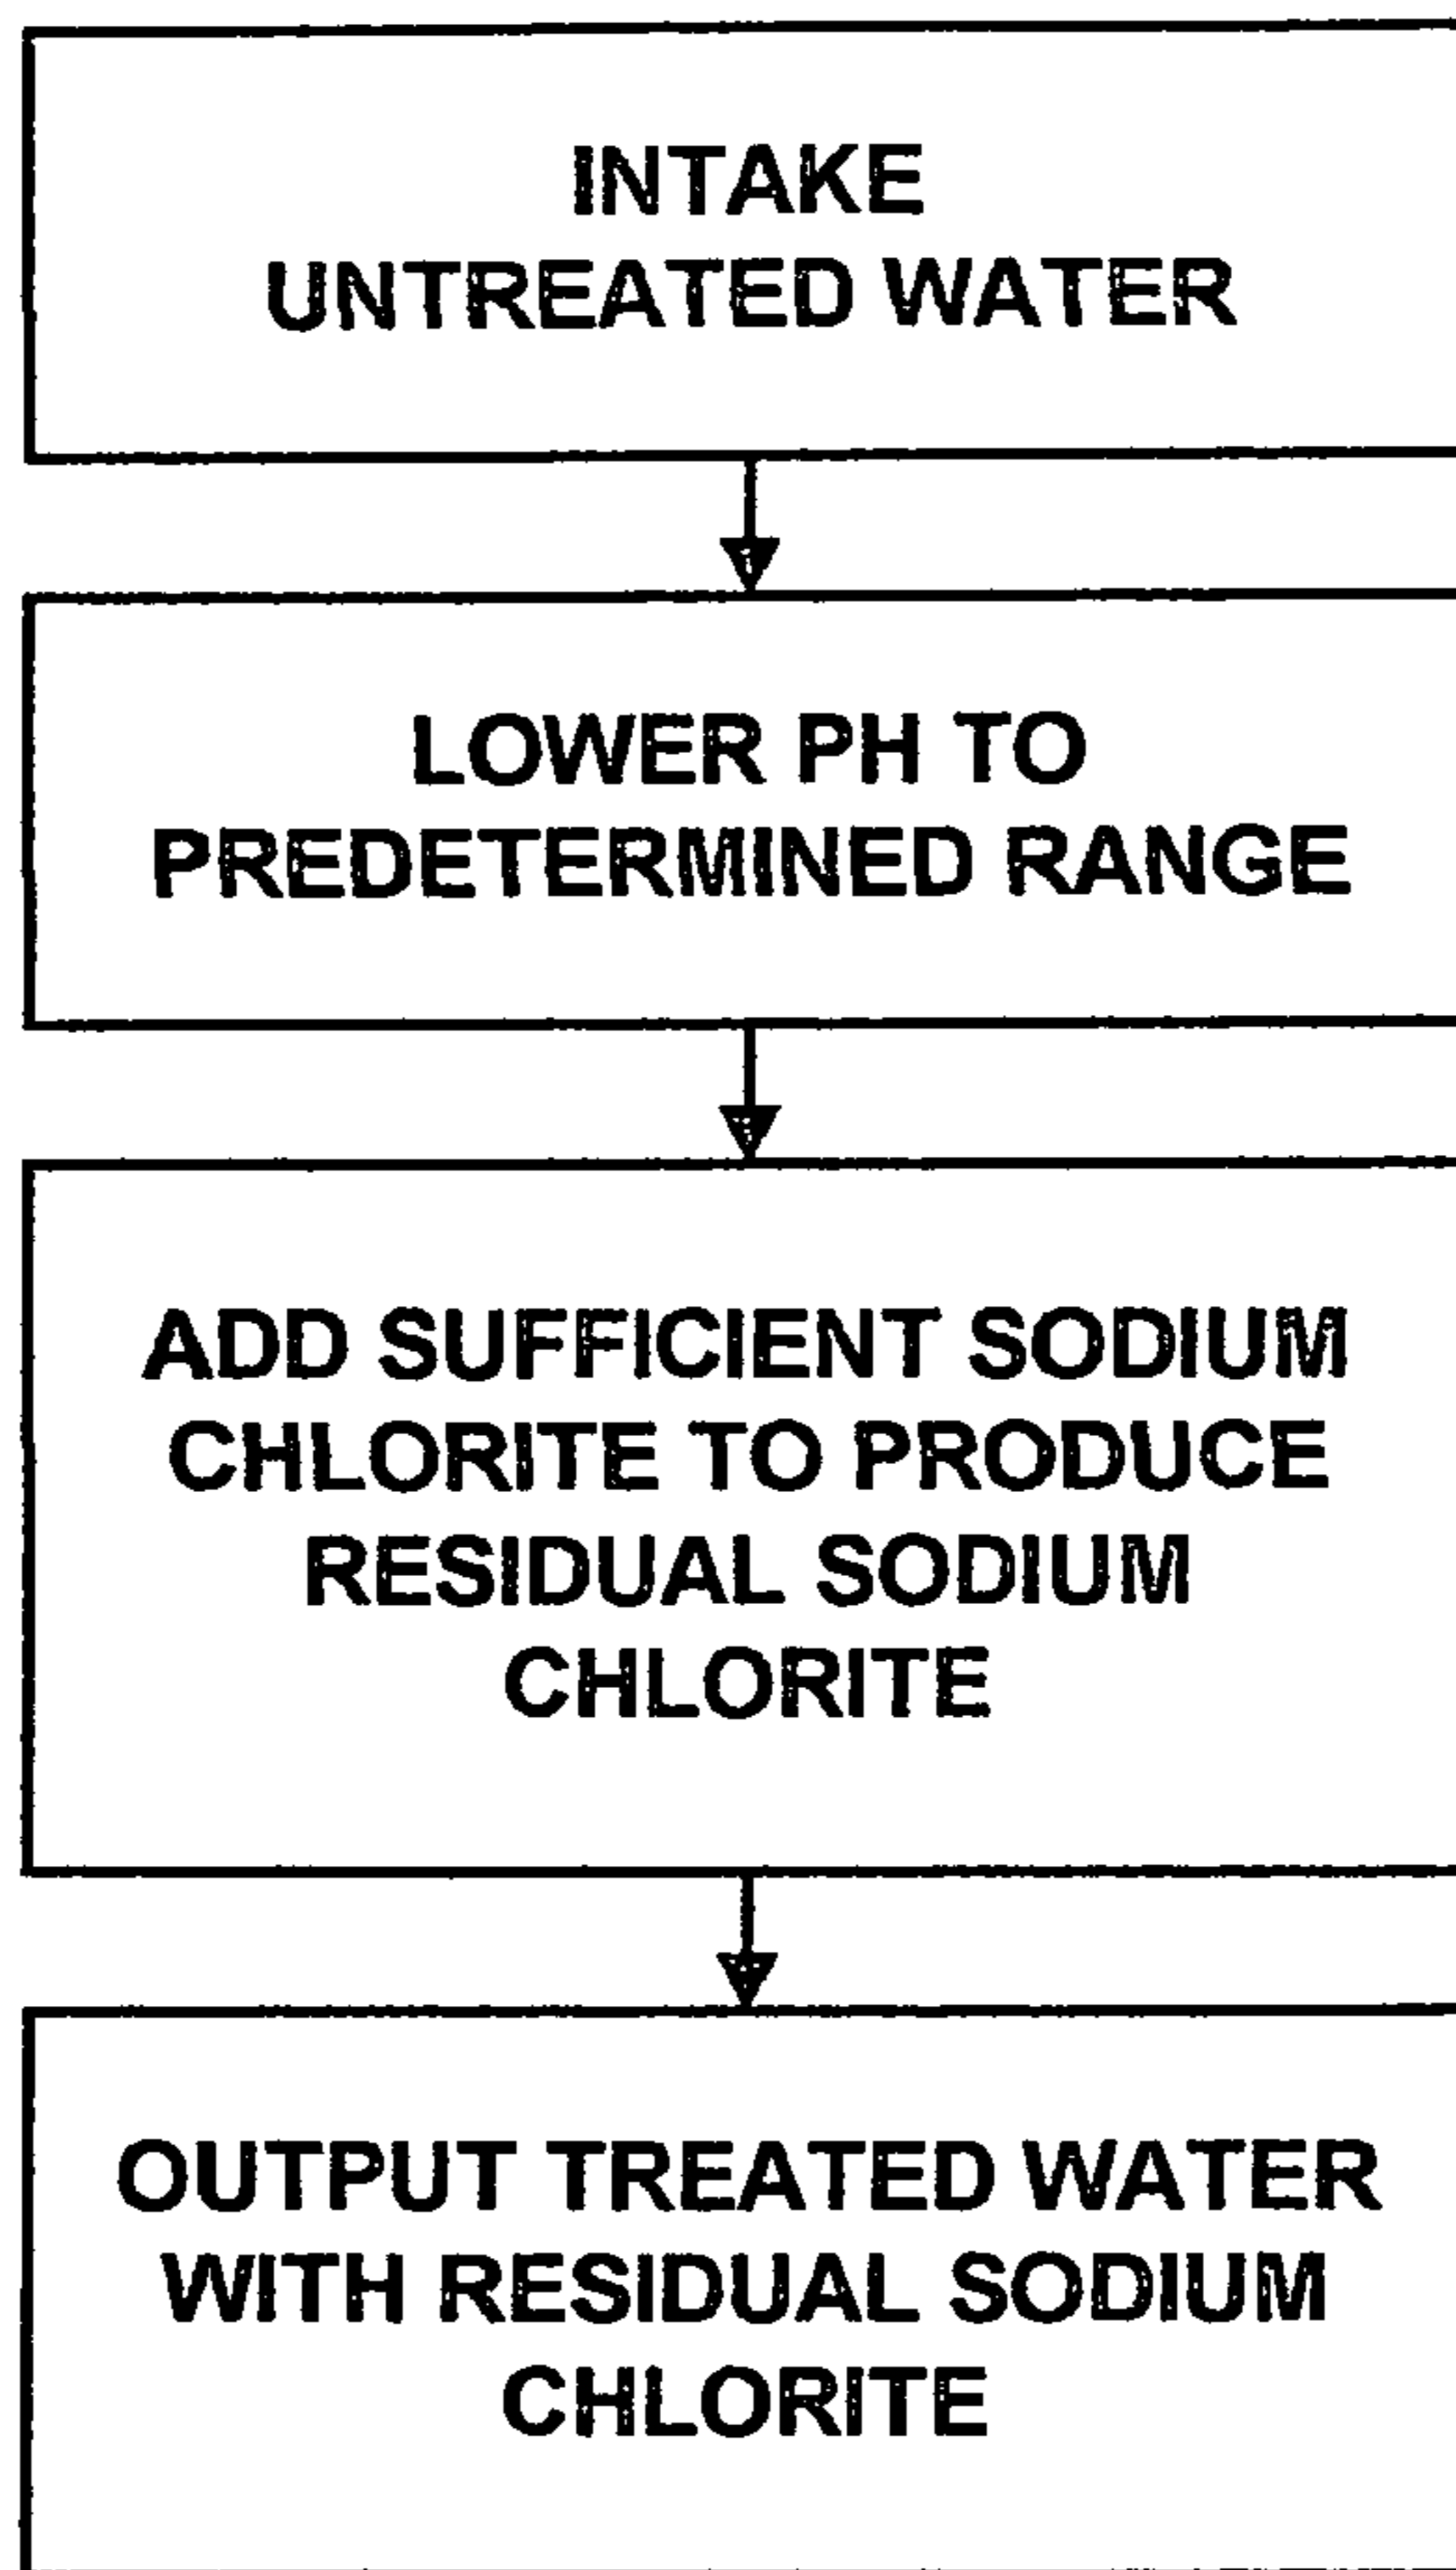 INTAKE
UNTREATED WATER
LOWER PH TO
PREDETERMINED RANGE
ADD SUFFICIENT SODIUM
CHLORITE TO PRODUCE
RESIDUAL SODIUM
CHLORITE
OUTPUT TREATED WATER
WITH RESIDUAL SODIUM
CHLORITE